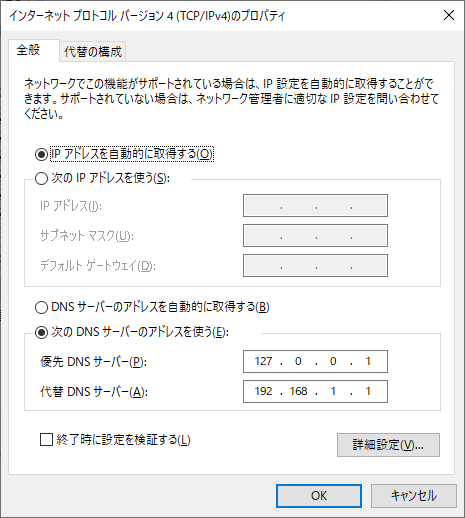 インターネット プロトコル バージョン 4 (TCP/IPv4)のプロパティ
全般 代替の構成
ネットワークでこの機能がサポートされている場合は、IP 設定を自動的に取得することがで
きます。サポートされていない場合は、ネットワーク管理者に適切な IP 設定を問い合わせて
ください。
IP アドレスを自動的に取得する(O)
次の IP アドレスを使う(S):
IP アドレス(I): . . .
サブネット マスク(U): . . .
デフォルト ゲートウェイ(D): . . .
DNS サーバーのアドレスを自動的に取得する(B)
次の DNS サーバーのアドレスを使う(E):
優先 DNS サーバー(P): 127 . 0 . 0 . 1
代替 DNS サーバー(A): 192 . 168 . 1 . 1
終了時に設定を検証する(L)
詳細設定(V)...
OK キャンセル